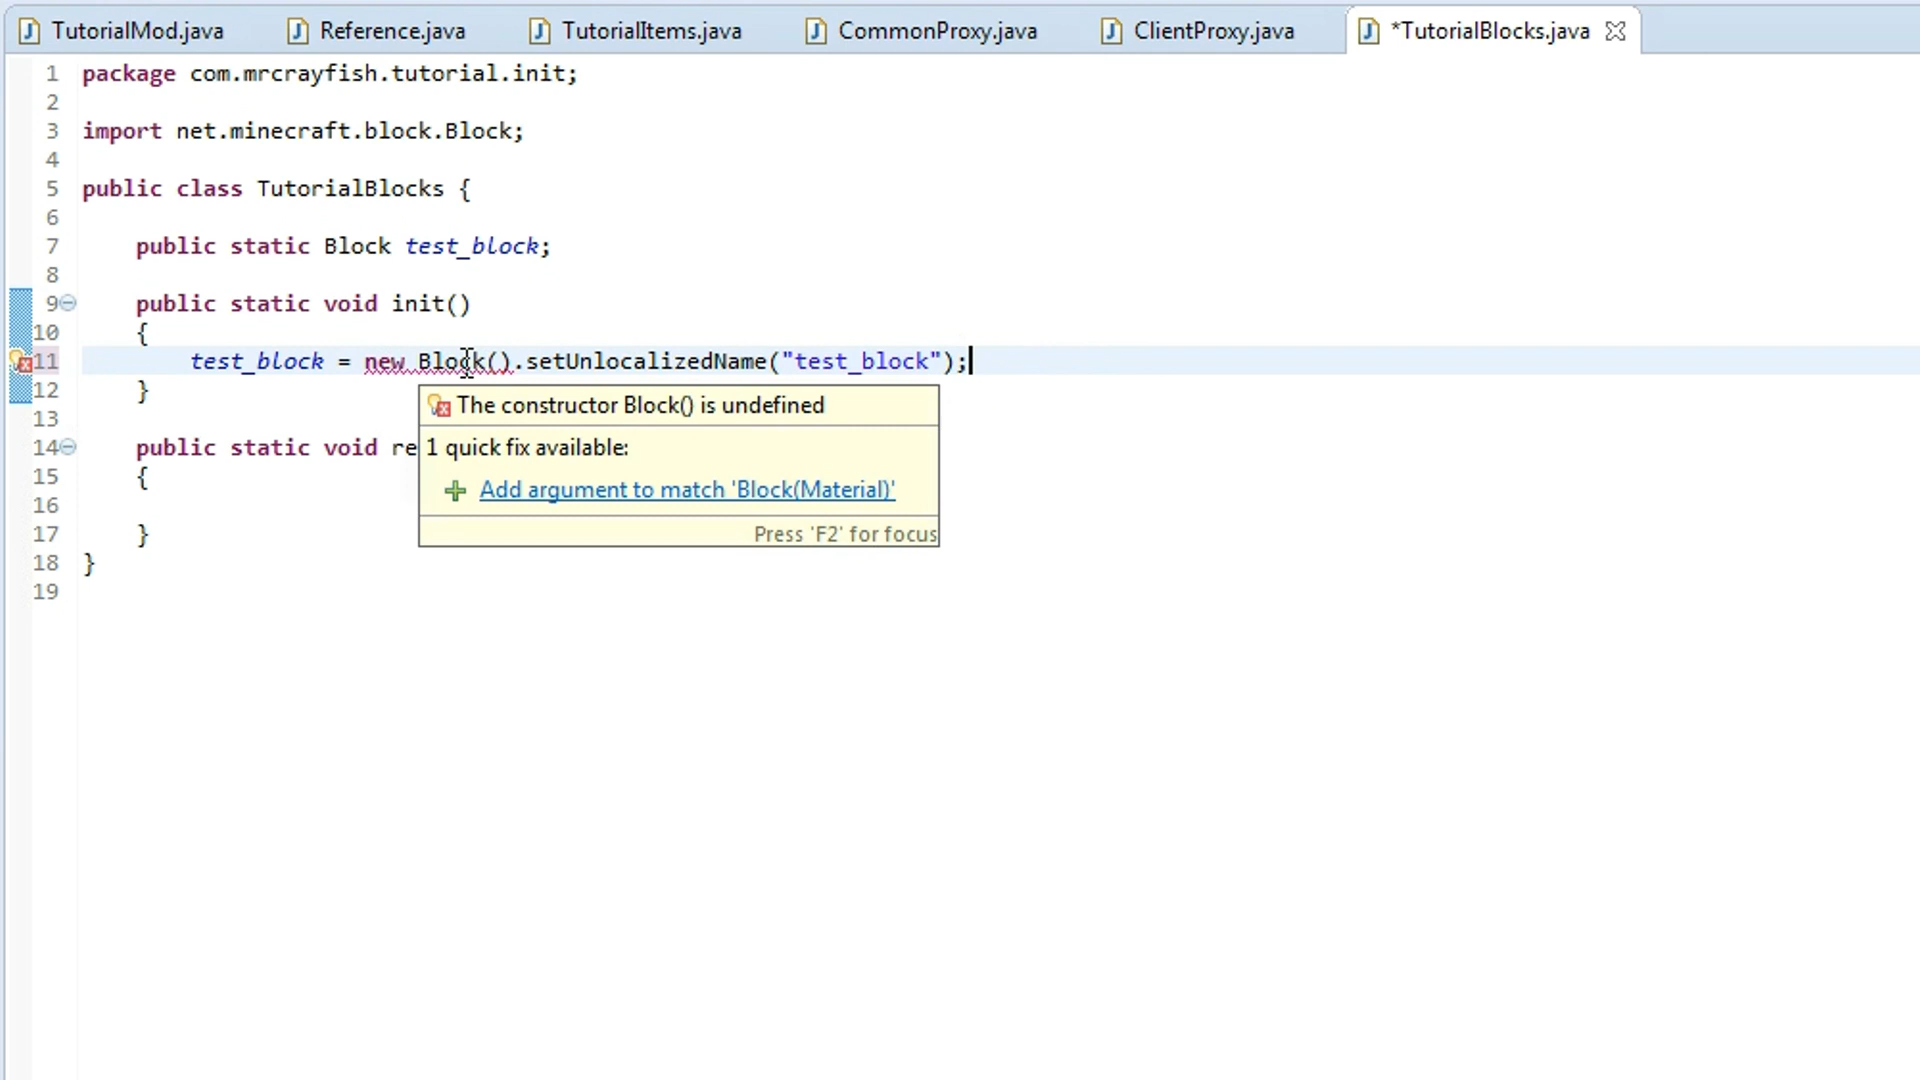 TutorialMod.java Reference.java TutorialItems.java CommonProxy.java ClientProxy.java *TutorialBlocks.java
1 package com.mrcrayfish.tutorial.init;
2
3 import net.minecraft.block.Block;
4
5 public class TutorialBlocks {
6
7 public static Block test_block;
8
9 public static void init()
10 {
11 test_block = new Block().setUnlocalizedName("test_block");
12 }
The constructor Block() is undefined
13
14 public static void re
1 quick fix available:
15 {
Add argument to match 'Block(Material)'
16
17 }
Press 'F2' for focus
18 }
19